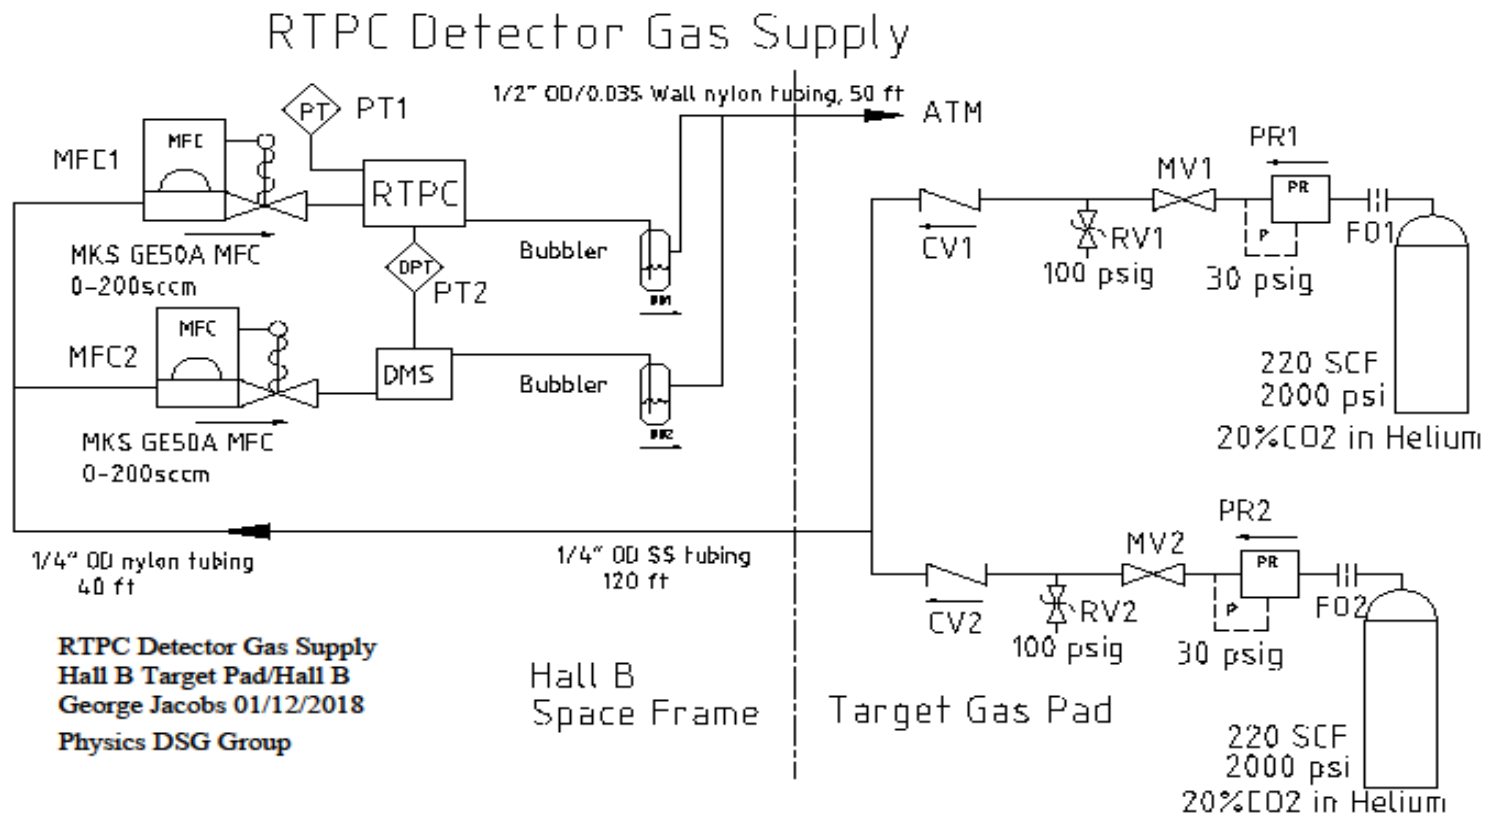 RTPC Detector Gas Supply
1/2" OD/0.035 Wall nylon tubing, 50 ft
ATM
PT
PT1
MFC
MFC1
RTPC
MKS GE50A MFC
0-200sccm
DPT
PT2
Bubbler
MFC
MFC2
DMS
Bubbler
MKS GE50A MFC
0-200sccm
PR1
MV1
PR
CV1
RV1
100 psig
P
30 psig
FO1
220 SCF
2000 psi
20%CO2 in Helium
1/4" OD nylon tubing
40 ft
1/4" OD SS tubing
120 ft
PR2
MV2
PR
CV2
RV2
100 psig
P
30 psig
FO2
220 SCF
2000 psi
20%CO2 in Helium
RTPC Detector Gas Supply
Hall B Target Pad/Hall B
George Jacobs 01/12/2018
Physics DSG Group
Hall B
Space Frame
Target Gas Pad